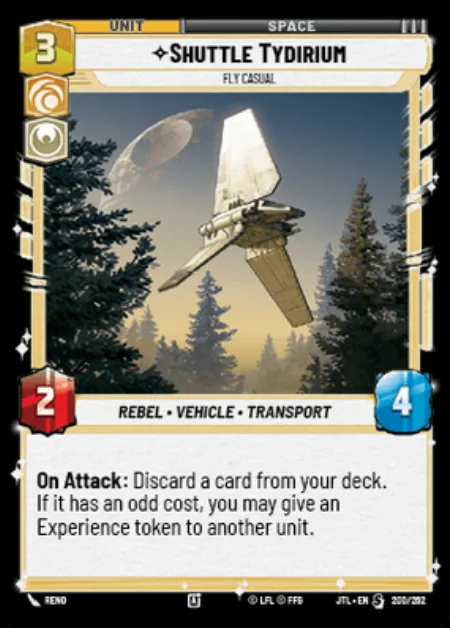 UNIT
SPACE
3
SHUTTLE TYDIRIUM
FLY CASUAL
2
REBEL • VEHICLE • TRANSPORT
4
On Attack: Discard a card from your deck.
If it has an odd cost, you may give an
Experience token to another unit.
RENO
A
© LFL © FFG
JTL • EN
200/262